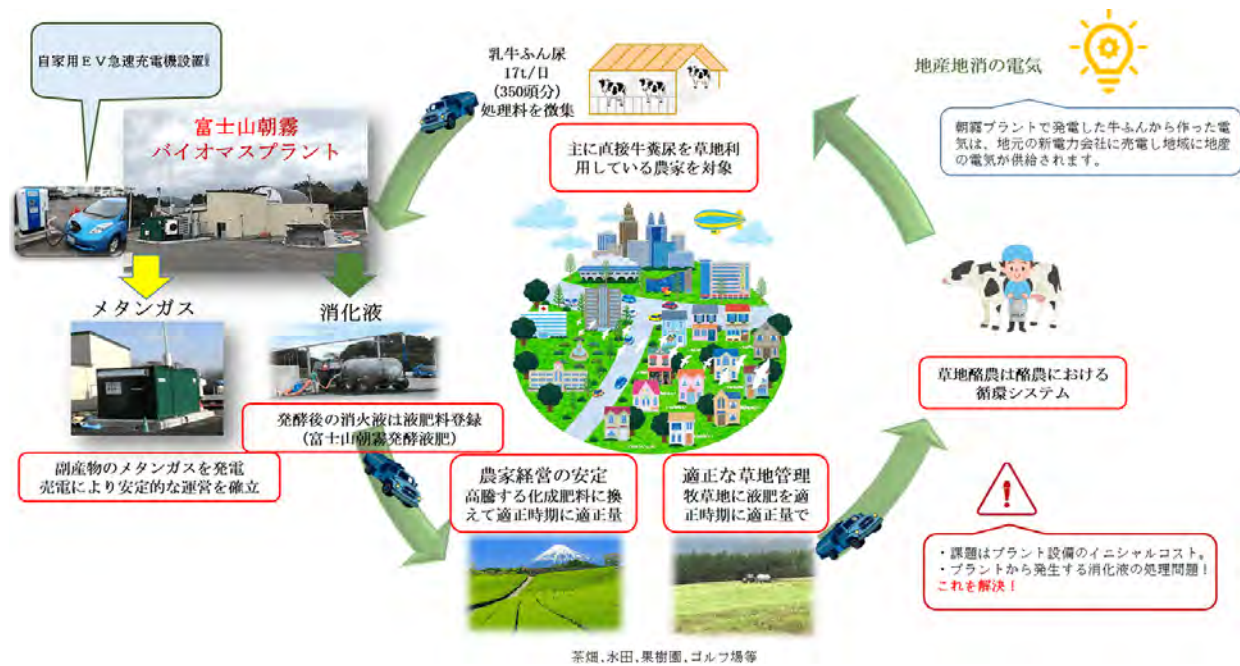 自家用ＥＶ急速充電機設置!
富士山朝霧
バイオマスプラント
乳牛ふん尿
17t/日
(350頭分)
処理料を徴集
主に直接牛糞尿を草地利
用している農家を対象
地産地消の電気
朝霧プラントで発電した牛ふんから作った電
気は、地元の新電力会社に売電し地域に地産
の電気が供給されます。
メタンガス
消化液
発酵後の消火液は液肥料登録
(富士山朝霧発酵液肥)
副産物のメタンガスを発電
売電により安定的な運営を確立
農家経営の安定
高騰する化成肥料に換
えて適正時期に適正量
適正な草地管理
牧草地に液肥を適
正時期に適正量で
草地酪農は酪農における
循環システム
・課題はプラント設備のイニシャルコスト。
・プラントから発生する消化液の処理問題！
これを解決！
茶畑、水田、果樹園、ゴルフ場等